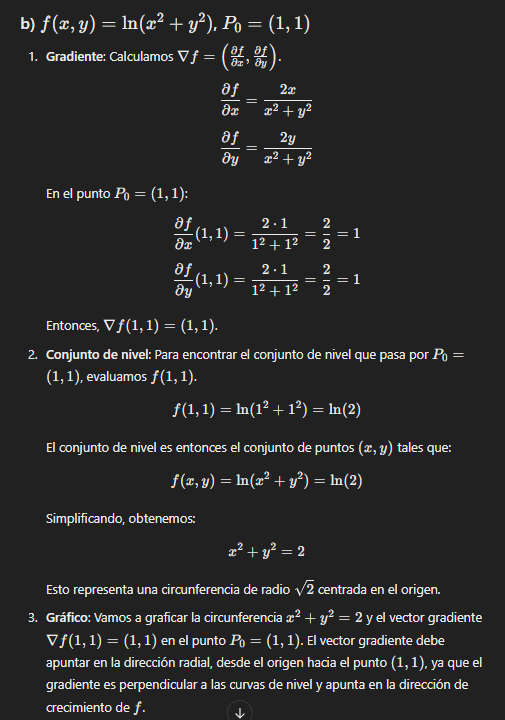 b) f(x, y) = ln(x² + y²), P₀ = (1, 1)
1. Gradiente: Calculamos ∇f = (∂f/∂x, ∂f/∂y).
∂f/∂x = 2x/(x² + y²)
∂f/∂y = 2y/(x² + y²)
En el punto P₀ = (1, 1):
∂f/∂x (1, 1) = (2 · 1)/(1² + 1²) = 2/2 = 1
∂f/∂y (1, 1) = (2 · 1)/(1² + 1²) = 2/2 = 1
Entonces, ∇f(1, 1) = (1, 1).
2. Conjunto de nivel: Para encontrar el conjunto de nivel que pasa por P₀ =
(1, 1), evaluamos f(1, 1).
f(1, 1) = ln(1² + 1²) = ln(2)
El conjunto de nivel es entonces el conjunto de puntos (x, y) tales que:
f(x, y) = ln(x² + y²) = ln(2)
Simplificando, obtenemos:
x² + y² = 2
Esto representa una circunferencia de radio √2 centrada en el origen.
3. Gráfico: Vamos a graficar la circunferencia x² + y² = 2 y el vector gradiente
∇f(1, 1) = (1, 1) en el punto P₀ = (1, 1). El vector gradiente debe
apuntar en la dirección radial, desde el origen hacia el punto (1, 1), ya que el
gradiente es perpendicular a las curvas de nivel y apunta en la dirección de
crecimiento de f.